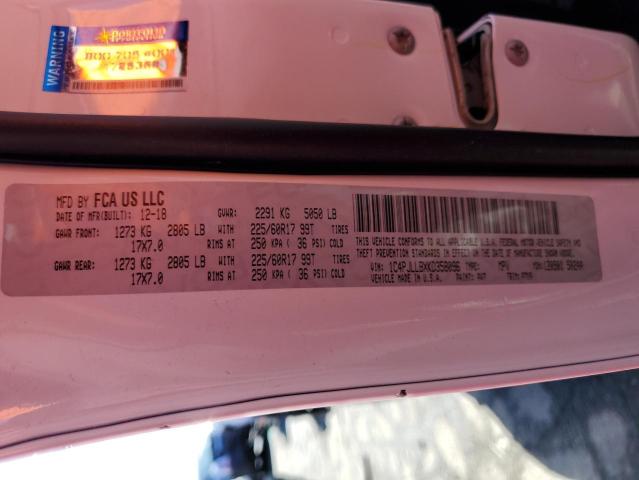 WARNING
MFD BY FCA US LLC
DATE OF MFR(BUILT): 12-18 GVWR: 2291 KG 5050 LB
GAWR FRONT: 1273 KG 2805 LB WITH 225/60R17 99T TIRES
17X7.0 RIMS AT 250 KPA ( 36 PSI) COLD
GAWR REAR: 1273 KG 2805 LB WITH 225/60R17 99T TIRES
17X7.0 RIMS AT 250 KPA ( 36 PSI) COLD
THIS VEHICLE CONFORMS TO ALL APPLICABLE U.S.A. FEDERAL MOTOR VEHICLE SAFETY AND
THEFT PREVENTION STANDARDS IN EFFECT ON THE DATE OF MANUFACTURE SHOWN ABOVE.
VIN: 1C4PJLLBXKD358096 TYPE: MPV MDH:
VEHICLE MADE IN U.S.A. PAINT: TRIM: